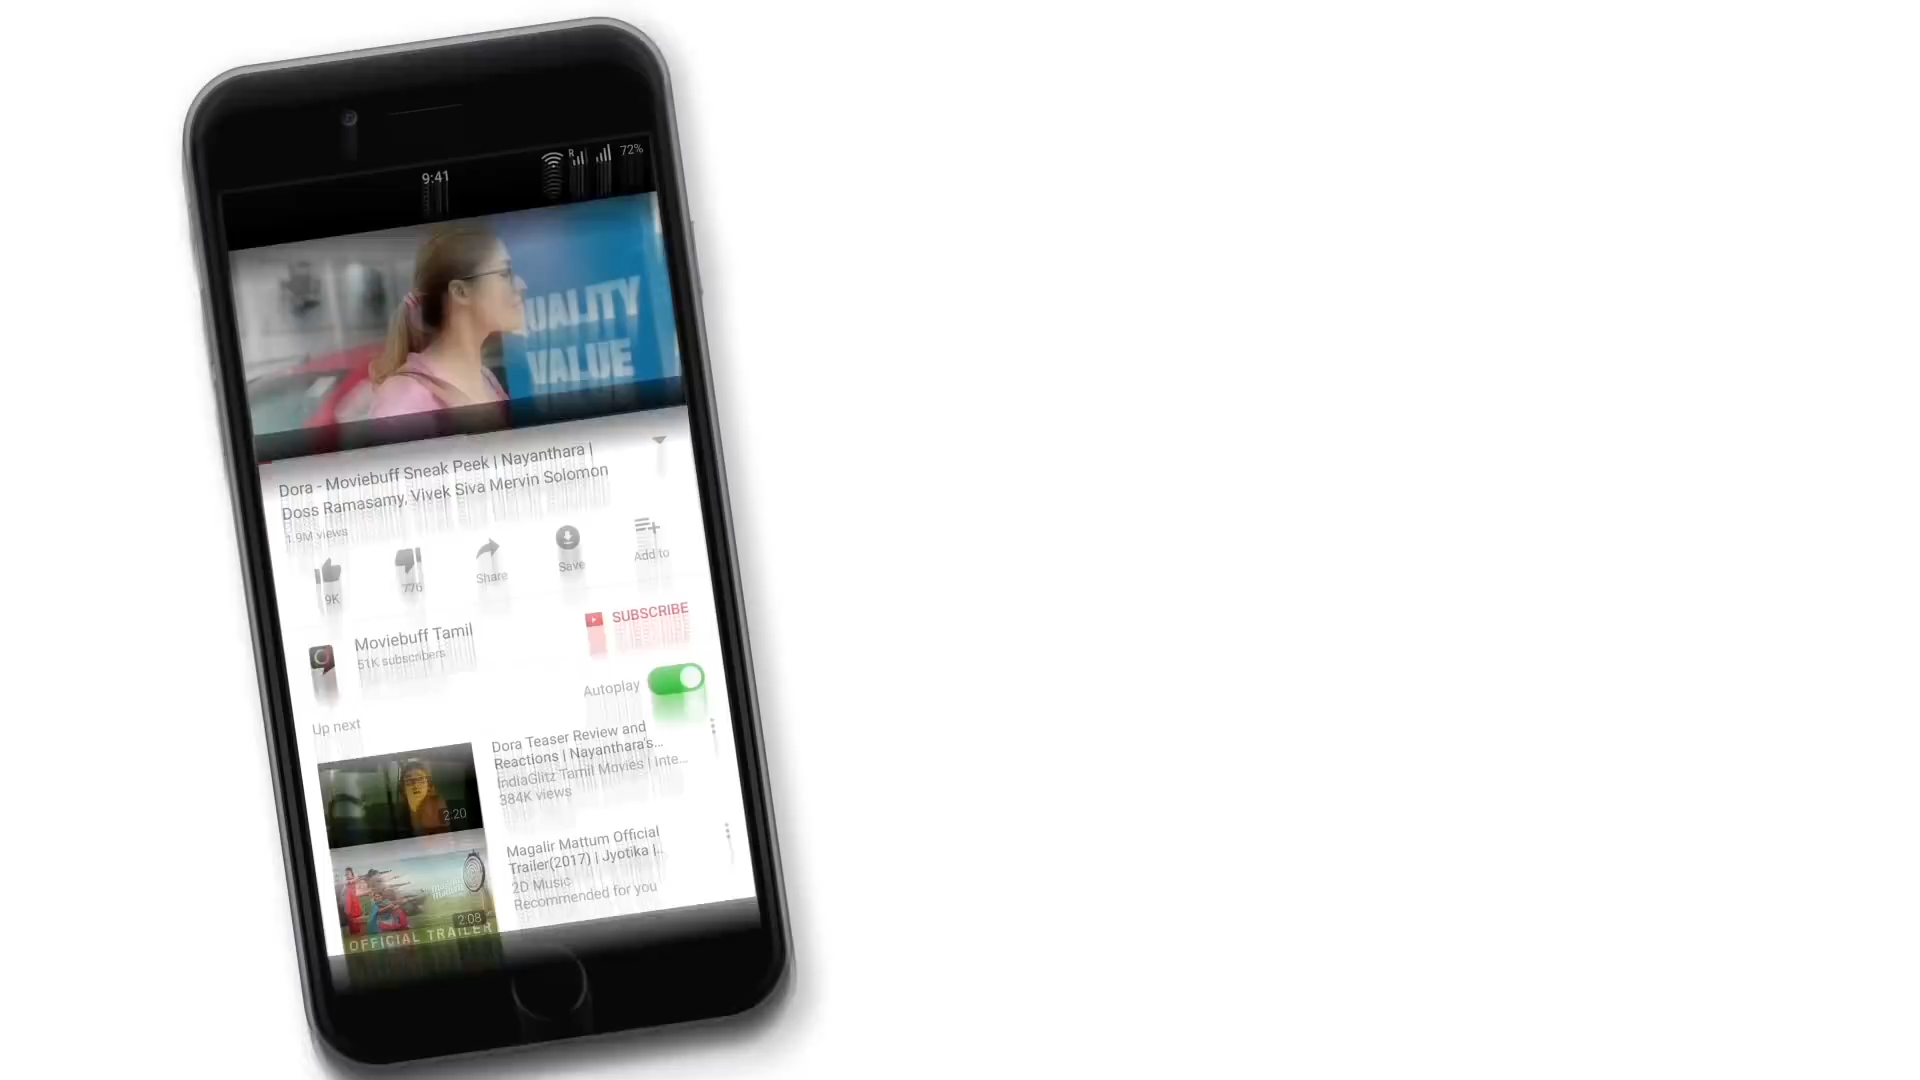 9:41
R
72%
QUALITY
VALUE
Dora - Moviebuff Sneak Peek | Nayanthara |
Doss Ramasamy, Vivek Siva Mervin Solomon
1.9M views
9K
776
Share
Save
Add to
Moviebuff Tamil
51K subscribers
SUBSCRIBE
Autoplay
Up next
Dora Teaser Review and
Reactions | Nayanthara's...
IndiaGlitz Tamil Movies | Inte...
384K views
2:20
Magalir Mattum Official
Trailer(2017) | Jyotika |..
2D Music
Recommended for you
2:08
OFFICIAL TRAILER